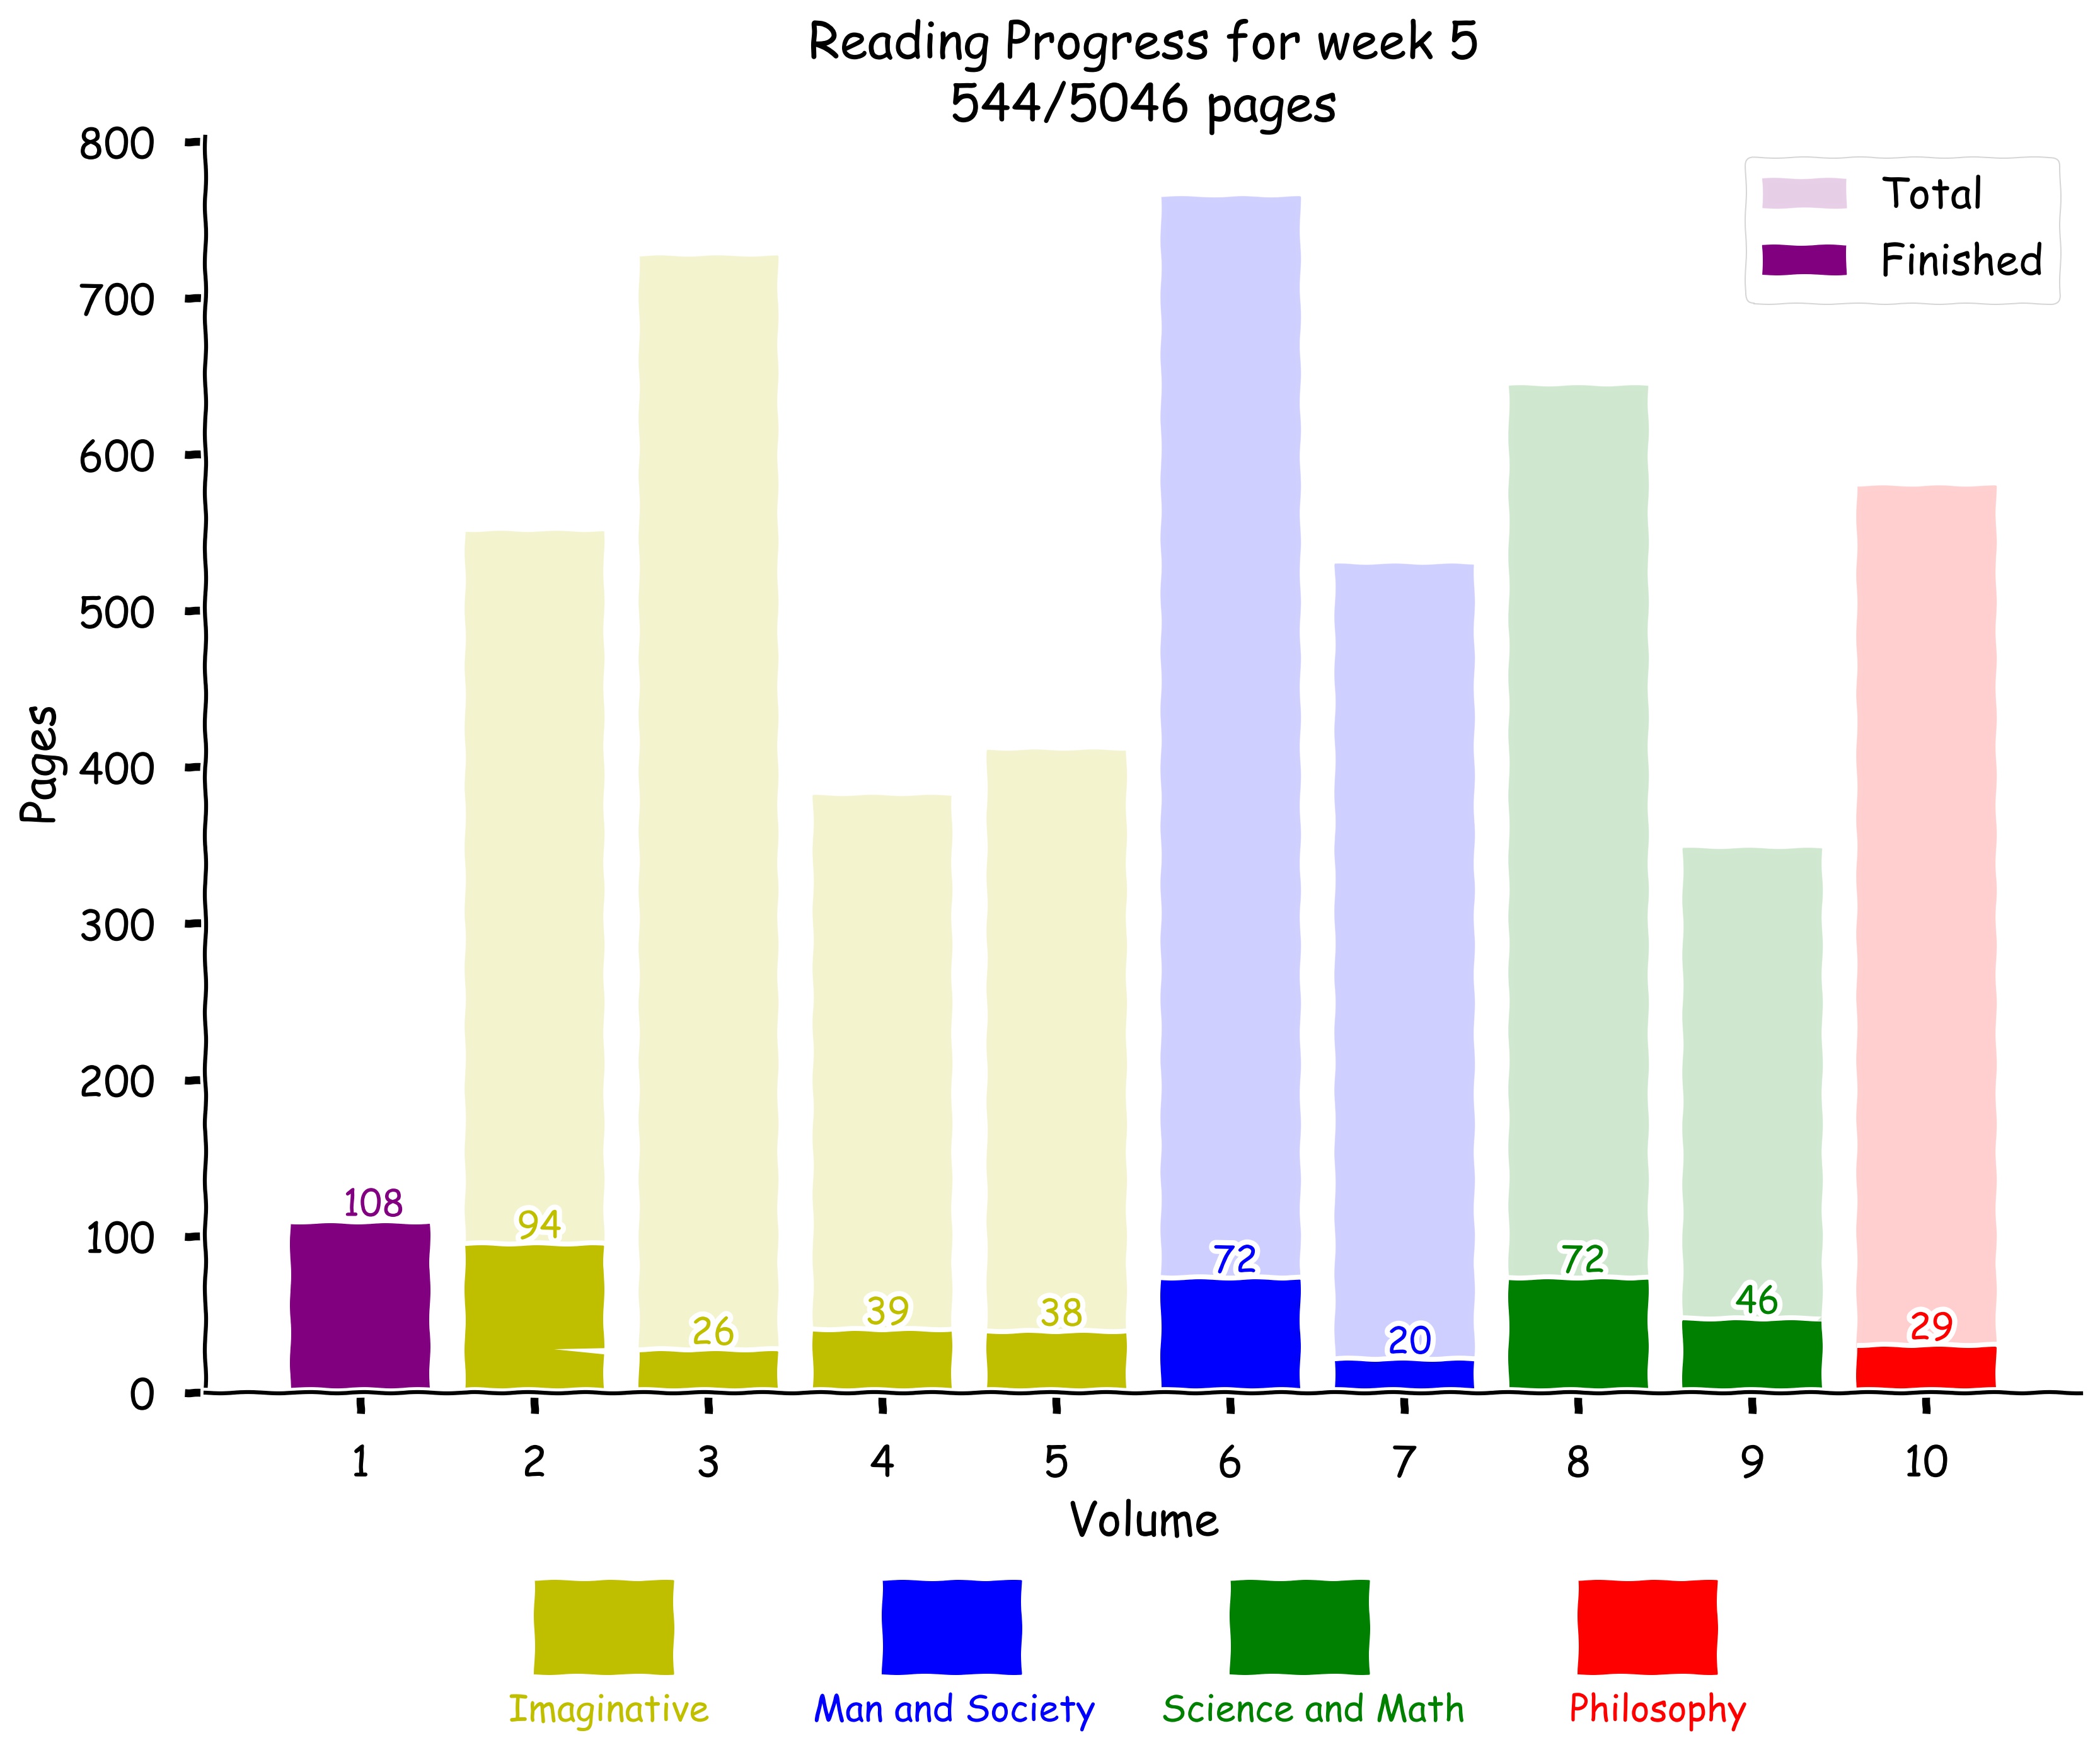 Reading Progress for week 5
544/5046 pages
Total
Finished
800
700
600
500
400
300
200
100
0
Pages
108
94
26
39
38
72
20
72
46
29
1 2 3 4 5 6 7 8 9 10
Volume
Imaginative Man and Society Science and Math Philosophy